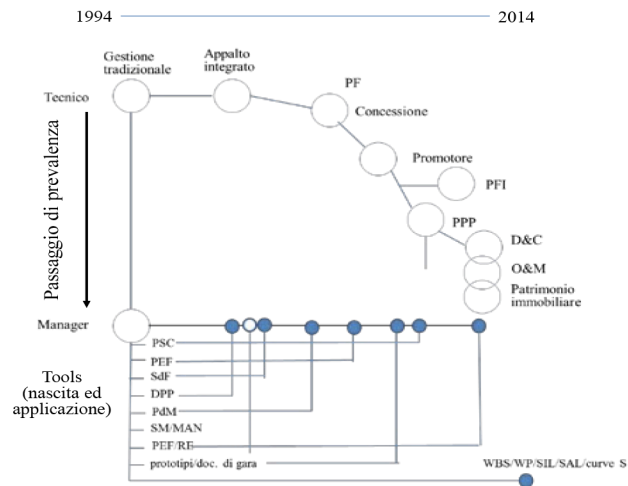 1994
2014
Gestione
tradizionale
Appalto
integrato
PF
Tecnico
Concessione
Promotore
PFI
PPP
D&C
O&M
Patrimonio
immobiliare
Passaggio di prevalenza
Manager
PSC
PEF
SdF
Tools
(nascita ed
applicazione)
DPP
PdM
SM/MAN
PEF/RE
prototipi/doc. di gara
WBS/WP/SIL/SAL/curve S